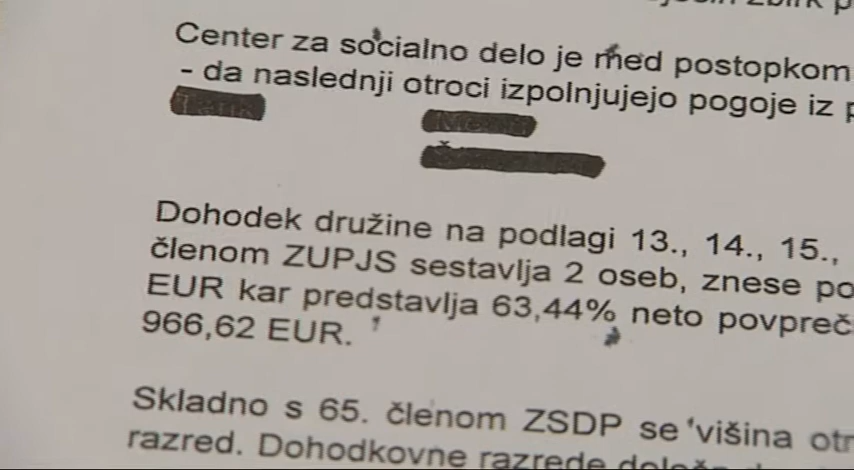 Center za socialno delo je med postopkom
- da naslednji otroci izpolnjujejo pogoje iz
Dohodek družine na podlagi 13., 14., 15.,
členom ZUPJS sestavlja 2 oseb, znese po
EUR kar predstavlja 63,44% neto povpreč
966,62 EUR.
Skladno s 65. členom ZSDP se višina otr
razred. Dohodkovne razrede določa